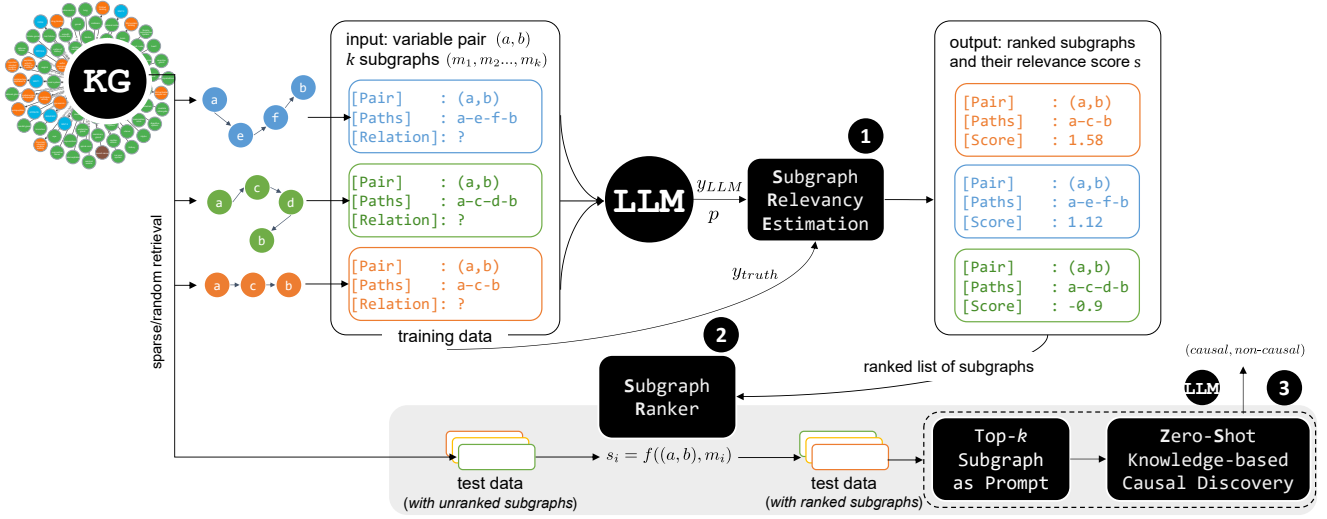 KG
sparse/random retrieval
a
e
f
b
a
c
d
b
a
c
b
input: variable pair (a, b)
k subgraphs (m₁, m₂..., mₖ)
[Pair] : (a,b)
[Paths] : a-e-f-b
[Relation]: ?
[Pair] : (a,b)
[Paths] : a-c-d-b
[Relation]: ?
[Pair] : (a,b)
[Paths] : a-c-b
[Relation]: ?
training data
LLM
y_LLM
p
y_truth
1
Subgraph
Relevancy
Estimation
output: ranked subgraphs
and their relevance score s
[Pair] : (a,b)
[Paths] : a-c-b
[Score] : 1.58
[Pair] : (a,b)
[Paths] : a-e-f-b
[Score] : 1.12
[Pair] : (a,b)
[Paths] : a-c-d-b
[Score] : -0.9
ranked list of subgraphs
2
Subgraph
Ranker
test data
(with unranked subgraphs)
sᵢ = f((a, b), mᵢ)
test data
(with ranked subgraphs)
Top-k
Subgraph
as Prompt
Zero-Shot
Knowledge-based
Causal Discovery
LLM
3
(causal, non-causal)